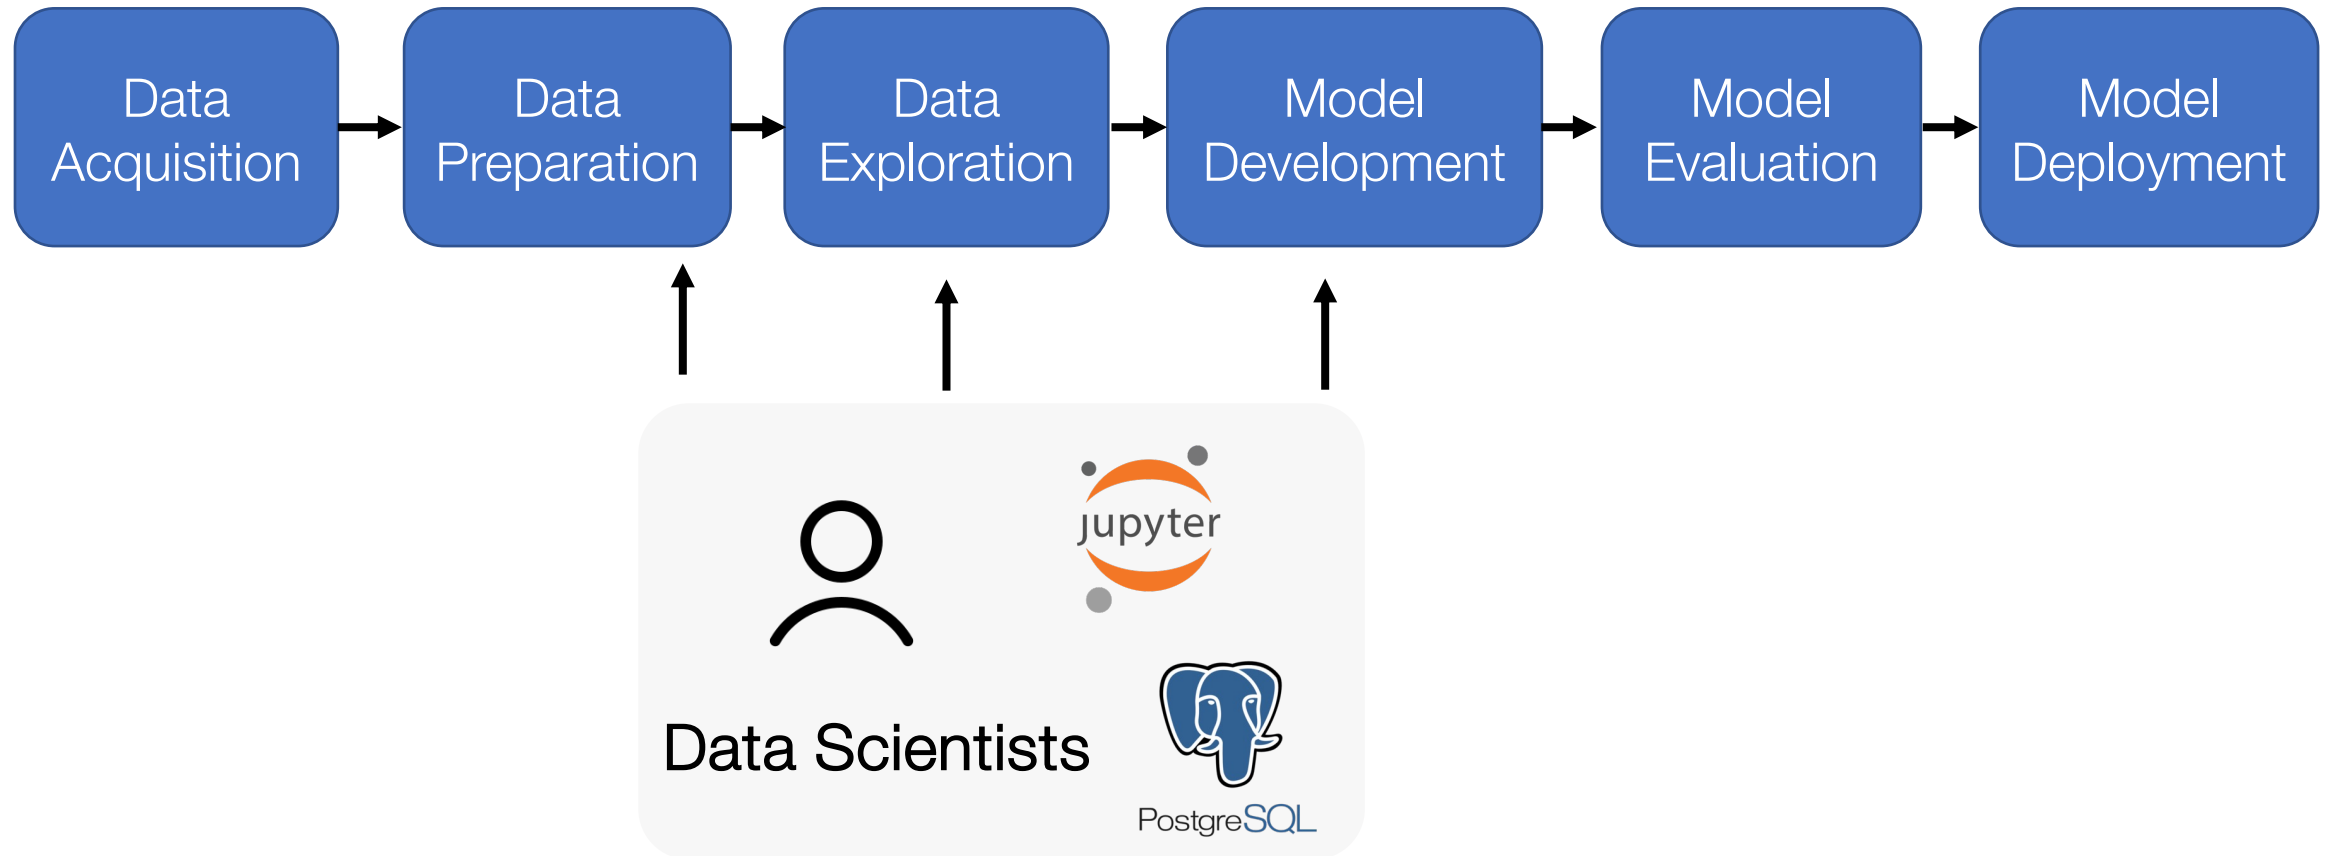 Data
Acquisition
Data
Preparation
Data
Exploration
Model
Development
Model
Evaluation
Model
Deployment
jupyter
Data Scientists
PostgreSQL